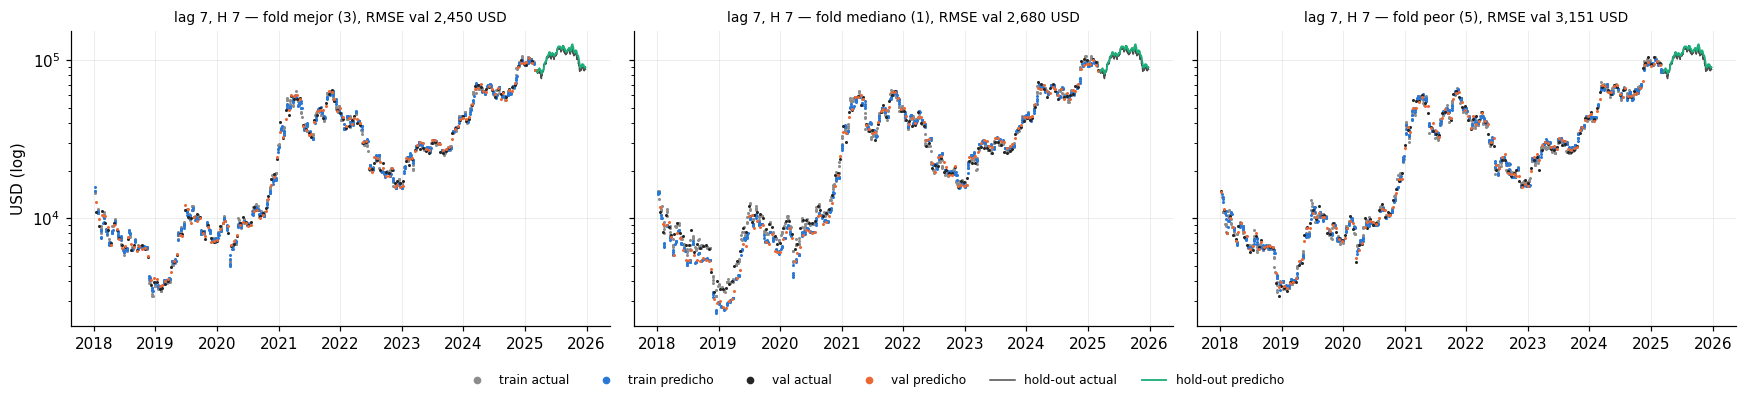 lag 7, H 7 — fold mejor (3), RMSE val 2,450 USD
lag 7, H 7 — fold mediano (1), RMSE val 2,680 USD
lag 7, H 7 — fold peor (5), RMSE val 3,151 USD
USD (log)
10⁵
10⁴
2018 2019 2020 2021 2022 2023 2024 2025 2026
2018 2019 2020 2021 2022 2023 2024 2025 2026
2018 2019 2020 2021 2022 2023 2024 2025 2026
train actual train predicho val actual val predicho hold-out actual hold-out predicho